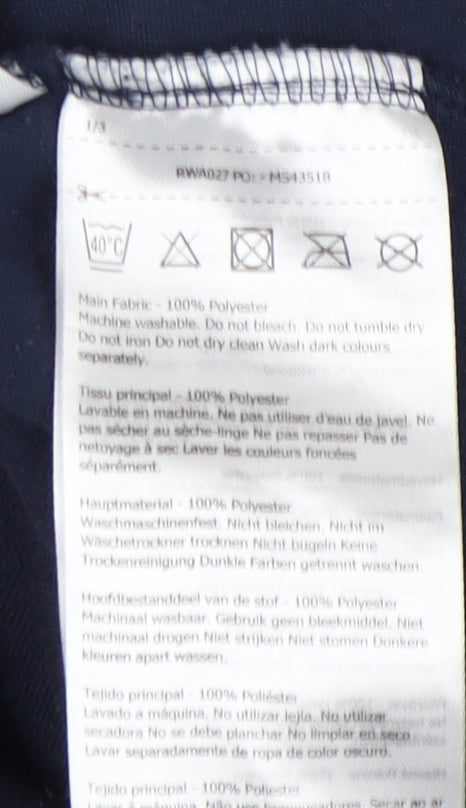 1/3
RWA027 PO: - MS43518
40°C
Main Fabric - 100% Polyester
Machine washable. Do not bleach. Do not tumble dry
Do not iron Do not dry clean Wash dark colours
separately.
Tissu principal - 100% Polyester
Lavable en machine. Ne pas utiliser d'eau de javel. Ne
pas sécher au sèche-linge Ne pas repasser Pas de
netoyage à sec Laver les couleurs foncées
séparément.
Hauptmaterial - 100% Polyester
Waschmaschinenfest. Nicht bleichen. Nicht im
Wäschetrockner trocknen Nicht bügeln Keine
Trockenreinigung Dunkle Farben getrennt waschen.
Hoofdbestanddeel van de stof - 100% Polyester
Machinaal wasbaar. Gebruik geen bleekmiddel. Niet
machinaal drogen Niet strijken Niet stomen Donkere
kleuren apart wassen.
Tejido principal - 100% Poliéster
Lavado a máquina. No utilizar lejía. No utilizar
secadora No se debe planchar No limpiar en seco
Lavar separadamente de ropa de color oscuro.
Tejido principal - 100% Poliester